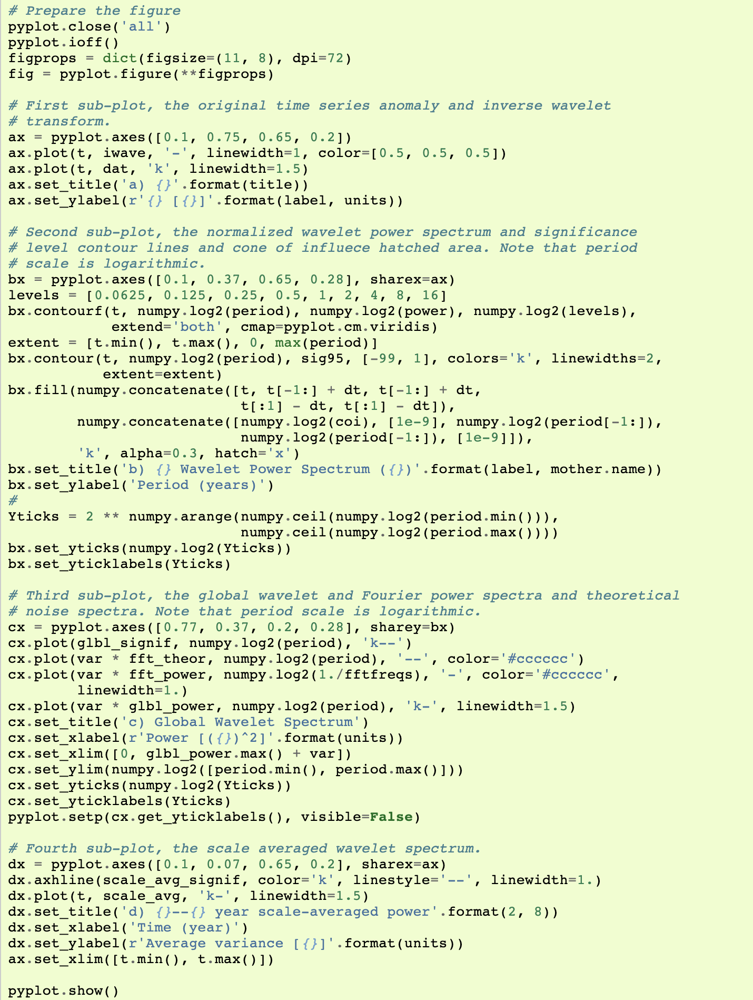 # Prepare the figure
pyplot.close('all')
pyplot.ioff()
figprops = dict(figsize=(11, 8), dpi=72)
fig = pyplot.figure(**figprops)

# First sub-plot, the original time series anomaly and inverse wavelet
# transform.
ax = pyplot.axes([0.1, 0.75, 0.65, 0.2])
ax.plot(t, iwave, '-', linewidth=1, color=[0.5, 0.5, 0.5])
ax.plot(t, dat, 'k', linewidth=1.5)
ax.set_title('a) {}'.format(title))
ax.set_ylabel(r'{} [{}]'.format(label, units))

# Second sub-plot, the normalized wavelet power spectrum and significance
# level contour lines and cone of influece hatched area. Note that period
# scale is logarithmic.
bx = pyplot.axes([0.1, 0.37, 0.65, 0.28], sharex=ax)
levels = [0.0625, 0.125, 0.25, 0.5, 1, 2, 4, 8, 16]
bx.contourf(t, numpy.log2(period), numpy.log2(power), numpy.log2(levels),
            extend='both', cmap=pyplot.cm.viridis)
extent = [t.min(), t.max(), 0, max(period)]
bx.contour(t, numpy.log2(period), sig95, [-99, 1], colors='k', linewidths=2,
           extent=extent)
bx.fill(numpy.concatenate([t, t[-1:] + dt, t[-1:] + dt,
                           t[:1] - dt, t[:1] - dt]),
        numpy.concatenate([numpy.log2(coi), [1e-9], numpy.log2(period[-1:]),
                           numpy.log2(period[-1:]), [1e-9]]),
        'k', alpha=0.3, hatch='x')
bx.set_title('b) {} Wavelet Power Spectrum ({})'.format(label, mother.name))
bx.set_ylabel('Period (years)')
#
Yticks = 2 ** numpy.arange(numpy.ceil(numpy.log2(period.min())),
                           numpy.ceil(numpy.log2(period.max())))
bx.set_yticks(numpy.log2(Yticks))
bx.set_yticklabels(Yticks)

# Third sub-plot, the global wavelet and Fourier power spectra and theoretical
# noise spectra. Note that period scale is logarithmic.
cx = pyplot.axes([0.77, 0.37, 0.2, 0.28], sharey=bx)
cx.plot(glbl_signif, numpy.log2(period), 'k--')
cx.plot(var * fft_theor, numpy.log2(period), '--', color='#cccccc')
cx.plot(var * fft_power, numpy.log2(1./fftfreqs), '-', color='#cccccc',
        linewidth=1.)
cx.plot(var * glbl_power, numpy.log2(period), 'k-', linewidth=1.5)
cx.set_title('c) Global Wavelet Spectrum')
cx.set_xlabel(r'Power [({})^2]'.format(units))
cx.set_xlim([0, glbl_power.max() + var])
cx.set_ylim(numpy.log2([period.min(), period.max()]))
cx.set_yticks(numpy.log2(Yticks))
cx.set_yticklabels(Yticks)
pyplot.setp(cx.get_yticklabels(), visible=False)

# Fourth sub-plot, the scale averaged wavelet spectrum.
dx = pyplot.axes([0.1, 0.07, 0.65, 0.2], sharex=ax)
dx.axhline(scale_avg_signif, color='k', linestyle='--', linewidth=1.)
dx.plot(t, scale_avg, 'k-', linewidth=1.5)
dx.set_title('d) {}--{} year scale-averaged power'.format(2, 8))
dx.set_xlabel('Time (year)')
dx.set_ylabel(r'Average variance [{}]'.format(units))
ax.set_xlim([t.min(), t.max()])

pyplot.show()